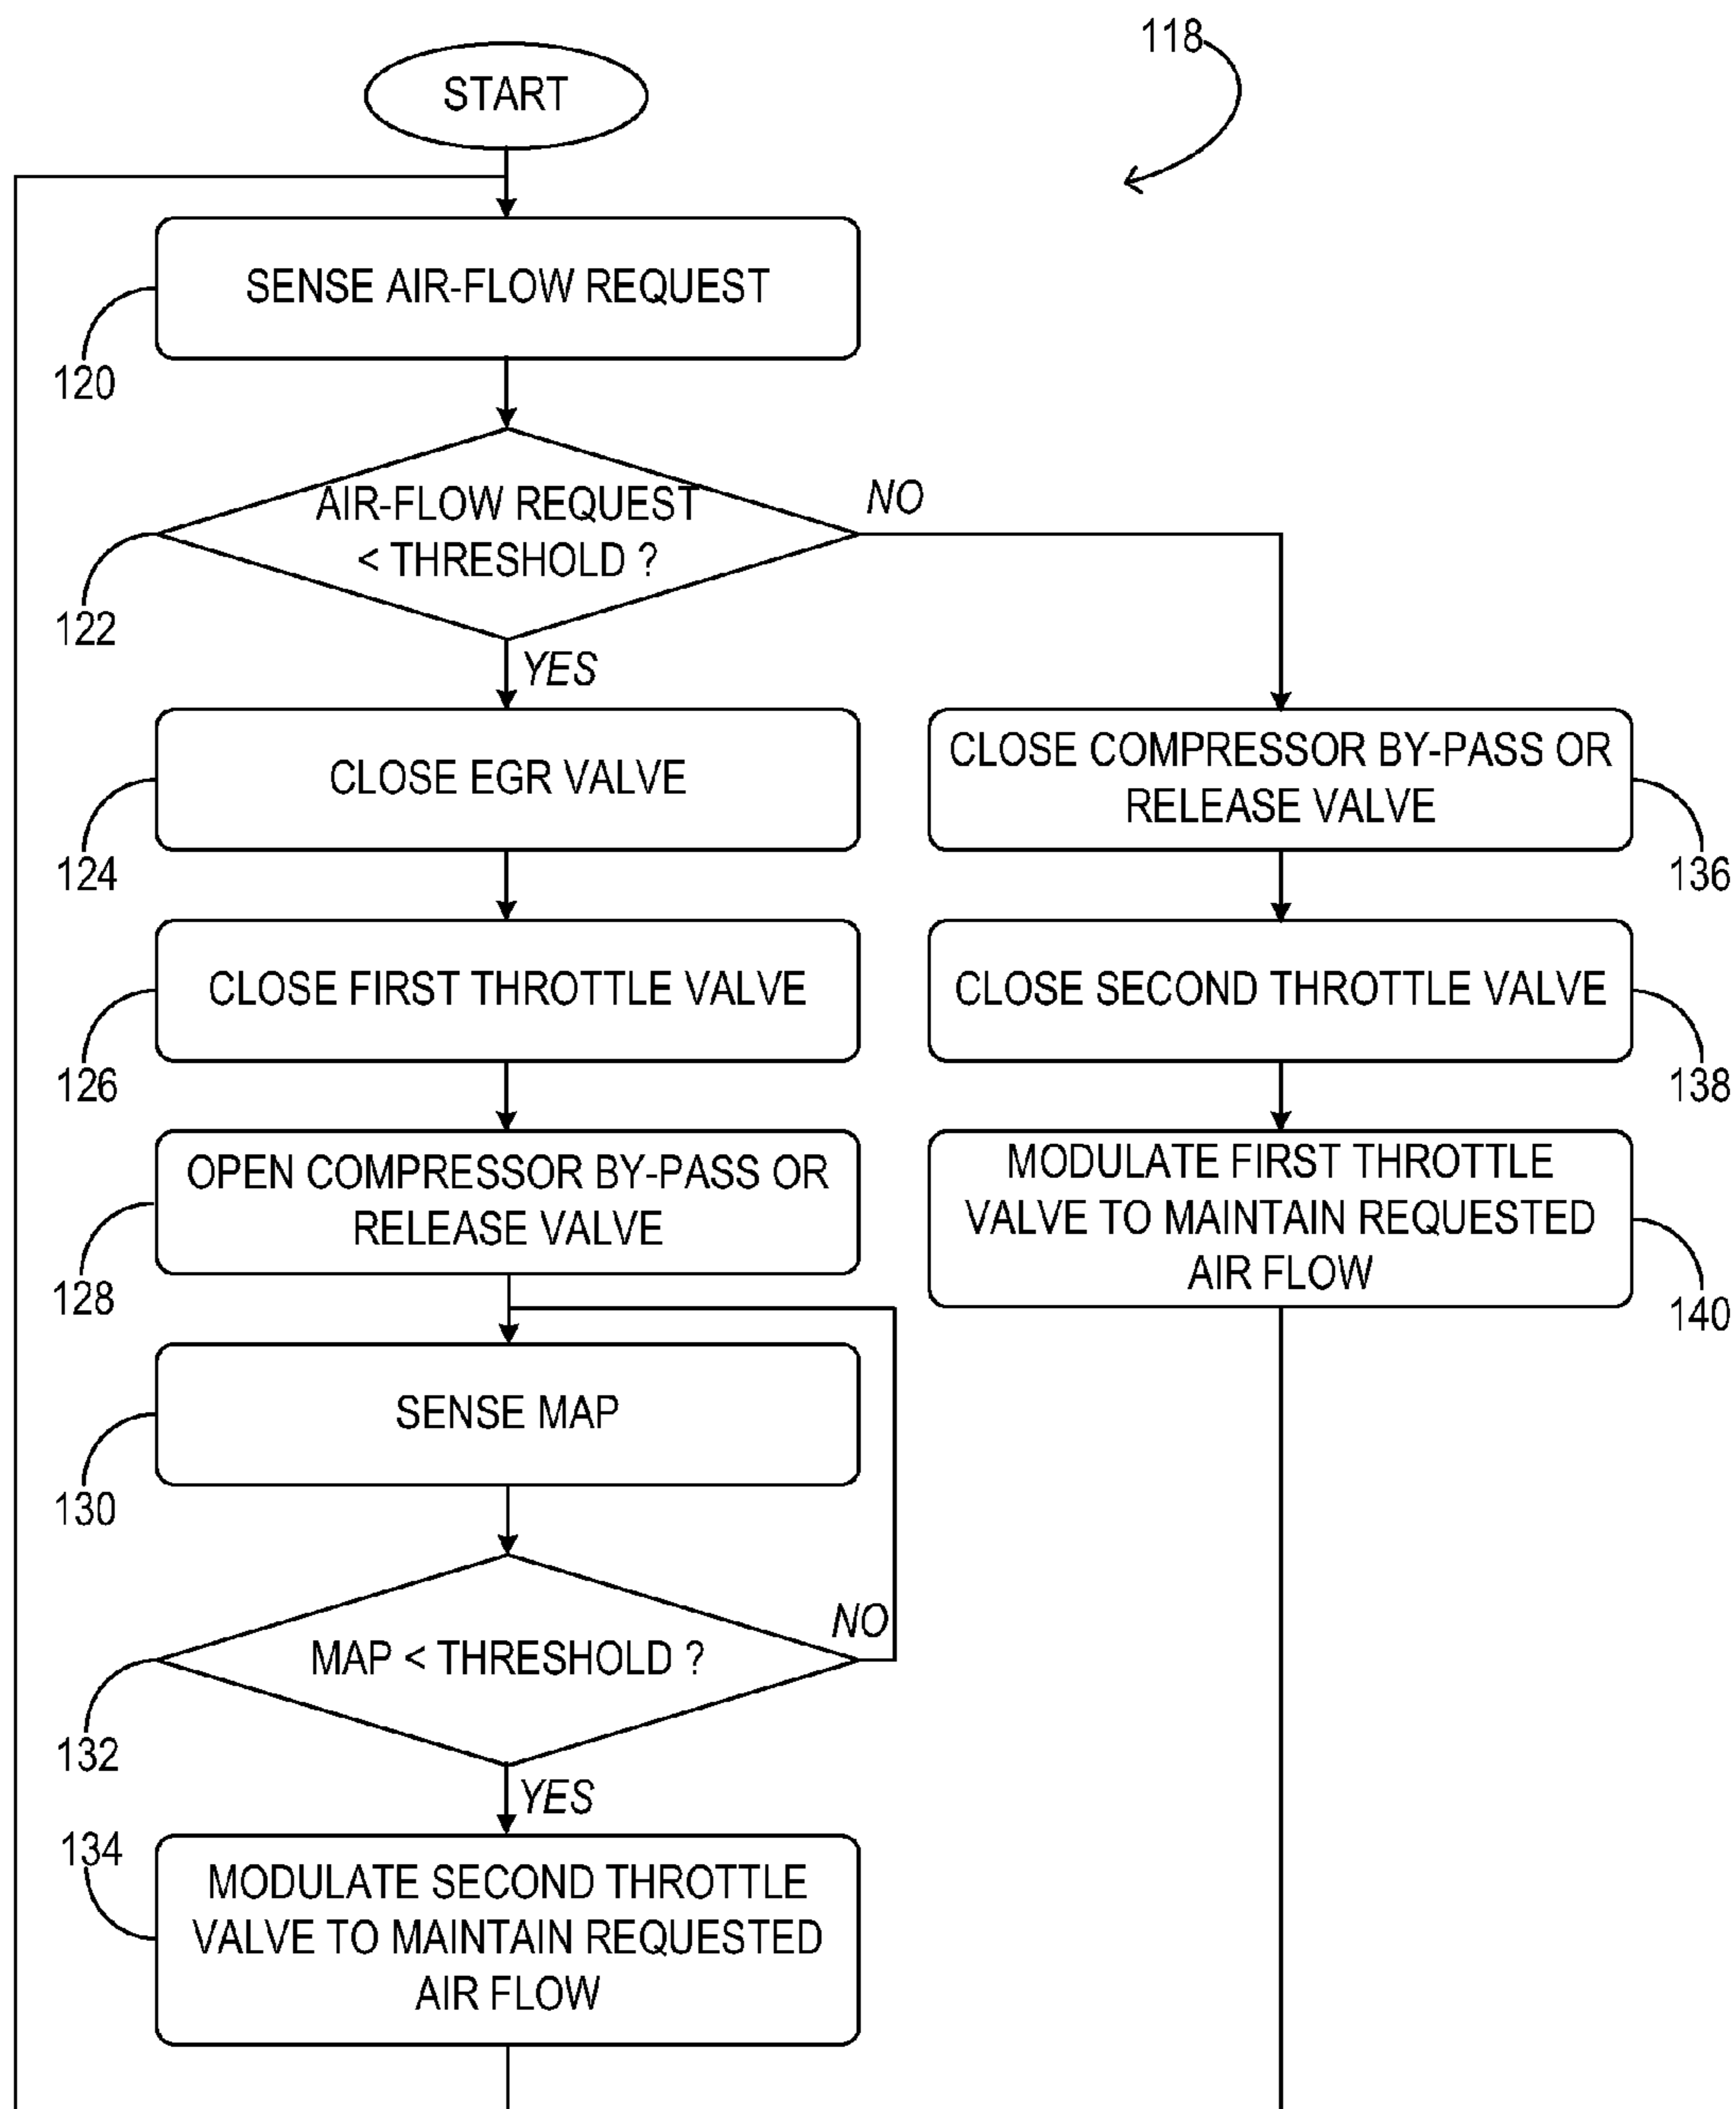 118
START
SENSE AIR-FLOW REQUEST
120
AIR-FLOW REQUEST
< THRESHOLD ?
NO
122
YES
CLOSE EGR VALVE
124
CLOSE COMPRESSOR BY-PASS OR
RELEASE VALVE
136
CLOSE FIRST THROTTLE VALVE
126
CLOSE SECOND THROTTLE VALVE
138
OPEN COMPRESSOR BY-PASS OR
RELEASE VALVE
128
MODULATE FIRST THROTTLE
VALVE TO MAINTAIN REQUESTED
AIR FLOW
140
SENSE MAP
130
MAP < THRESHOLD ?
NO
132
YES
134
MODULATE SECOND THROTTLE
VALVE TO MAINTAIN REQUESTED
AIR FLOW